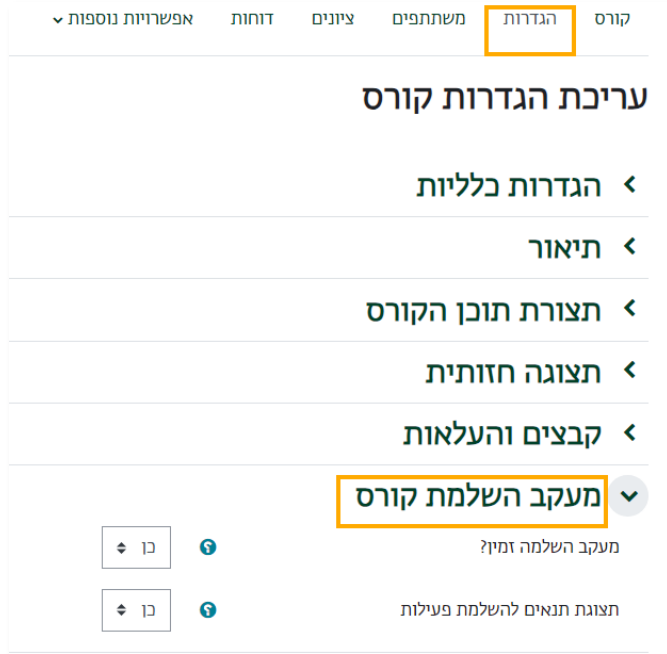 קורס הגדרות משתתפים ציונים דוחות אפשרויות נוספות
עריכת הגדרות קורס
הגדרות כלליות
תיאור
תצורת תוכן הקורס
תצוגה חזותית
קבצים והעלאות
מעקב השלמת קורס
מעקב השלמה זמין? כן
תצוגת תנאים להשלמת פעילות כן